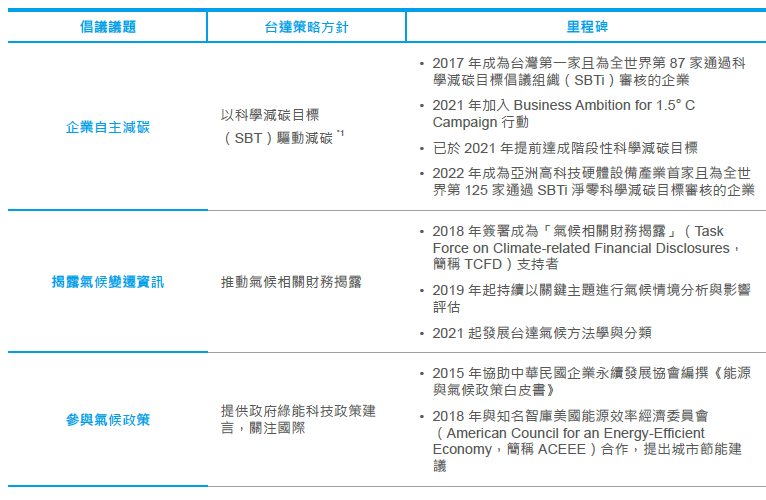 倡議議題
台達策略方針
里程碑
企業自主減碳
以科學減碳目標
（SBT）驅動減碳 *1
• 2017 年成為台灣第一家且為全世界第 87 家通過科
學減碳目標倡議組織（SBTi）審核的企業
• 2021 年加入 Business Ambition for 1.5° C
Campaign 行動
• 已於 2021 年提前達成階段性科學減碳目標
• 2022 年成為亞洲高科技硬體設備產業首家且為全世
界第 125 家通過 SBTi 淨零科學減碳目標審核的企業
揭露氣候變遷資訊
推動氣候相關財務揭露
• 2018 年簽署成為「氣候相關財務揭露」（Task
Force on Climate-related Financial Disclosures，
簡稱 TCFD）支持者
• 2019 年起持續以關鍵主題進行氣候情境分析與影響
評估
• 2021 起發展台達氣候方法學與分類
參與氣候政策
提供政府綠能科技政策建
言，關注國際
• 2015 年協助中華民國企業永續發展協會編撰《能源
與氣候政策白皮書》
• 2018 年與知名智庫美國能源效率經濟委員會
（American Council for an Energy-Efficient
Economy，簡稱 ACEEE）合作，提出城市節能建
議